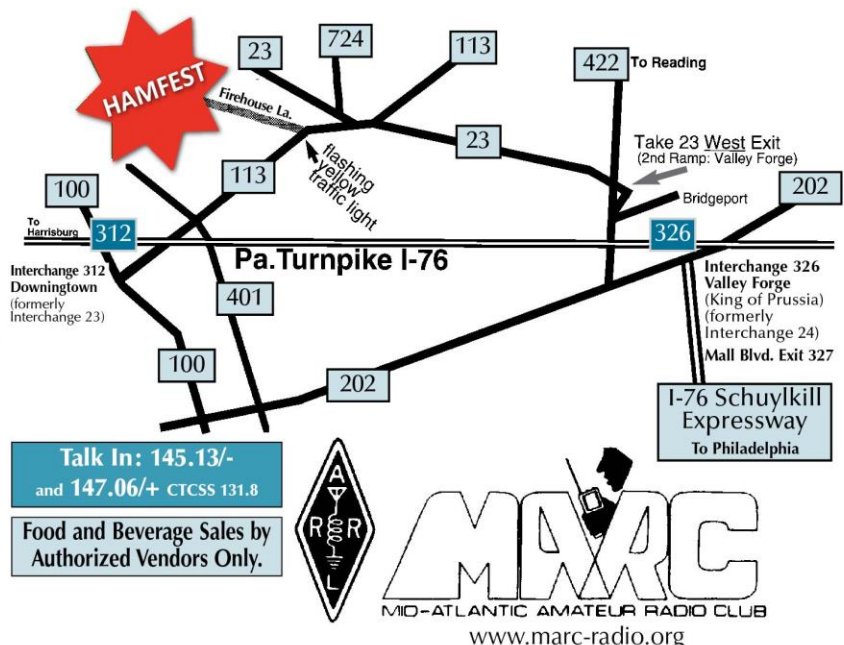 HAMFEST
23
724
113
422
To Reading
Firehouse La.
23
Take 23 West Exit
(2nd Ramp: Valley Forge)
flashing
yellow
traffic light
113
100
Bridgeport
202
To
Harrisburg
312
326
Pa.Turnpike I-76
Interchange 312
Downingtown
(formerly
Interchange 23)
401
Interchange 326
Valley Forge
(King of Prussia)
(formerly
Interchange 24)
Mall Blvd. Exit 327
100
202
I-76 Schuylkill
Expressway
To Philadelphia
Talk In: 145.13/-
and 147.06/+ CTCSS 131.8
Food and Beverage Sales by
Authorized Vendors Only.
A
R R
L
MARC
MID-ATLANTIC AMATEUR RADIO CLUB
www.marc-radio.org